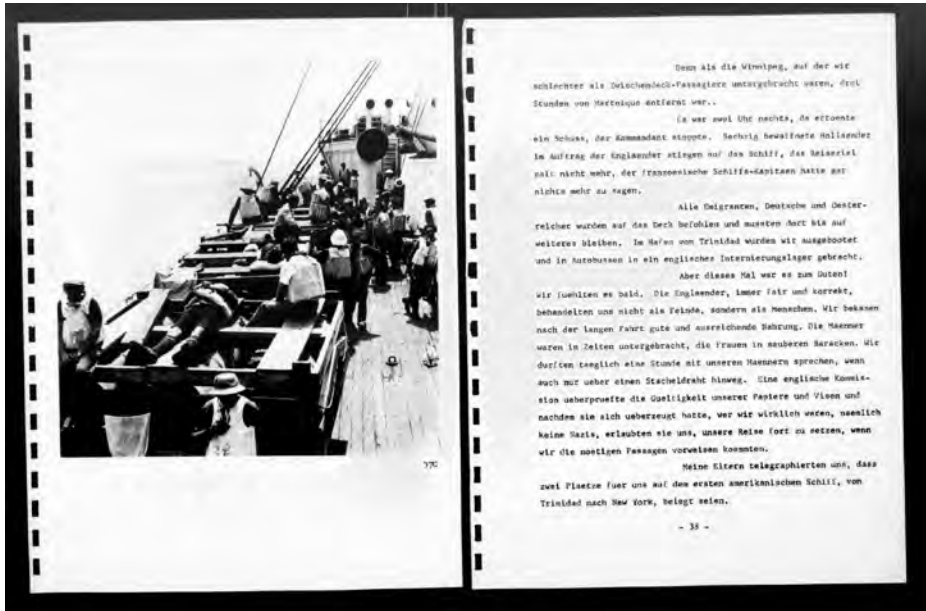 770
Denn als die Winnipeg, auf der wir
schlechter als Zwischendeck-Passagiere untergebracht waren, drei
Stunden von Martinique entfernt war..
Es war zwei Uhr nachts, da ertoente
ein Schuss, der Kommandant stoppte. Sechzig bewaffnete Hollaender
im Auftrag der Englaender stiegen auf das Schiff, das Reiseziel
galt nicht mehr, der franzoesische Schiffs-Kapitaen hatte gar
nichts mehr zu sagen.
Alle Emigranten, Deutsche und Oester-
reicher wurden auf das Deck befohlen und mussten dort bis auf
weiteres bleiben. Im Hafen von Trinidad wurden wir ausgebootet
und in Autobussen in ein englisches Internierungslager gebracht.
Aber dieses Mal war es zum Guten!
Wir fuehlten es bald. Die Englaender, immer fair und korrekt,
behandelten uns nicht als Feinde, sondern als Menschen. Wir bekamen
nach der langen Fahrt gute und ausreichende Nahrung. Die Maenner
waren in Zelten untergebracht, die Frauen in sauberen Baracken. Wir
durften taeglich eine Stunde mit unseren Maennern sprechen, wenn
auch nur ueber einen Stacheldraht hinweg. Eine englische Kommis-
sion ueberpruefte die Gueltigkeit unserer Papiere und Visen und
nachdem sie sich ueberzeugt hatte, wer wir wirklich waren, naemlich
keine Nazis, erlaubten sie uns, unsere Reise fort zu setzen, wenn
wir die noetigen Passagen vorweisen koennten.
Meine Eltern telegraphierten uns, dass
zwei Plaetze fuer uns auf dem ersten amerikanischen Schiff, von
Trinidad nach New York, belegt seien.
- 38 -